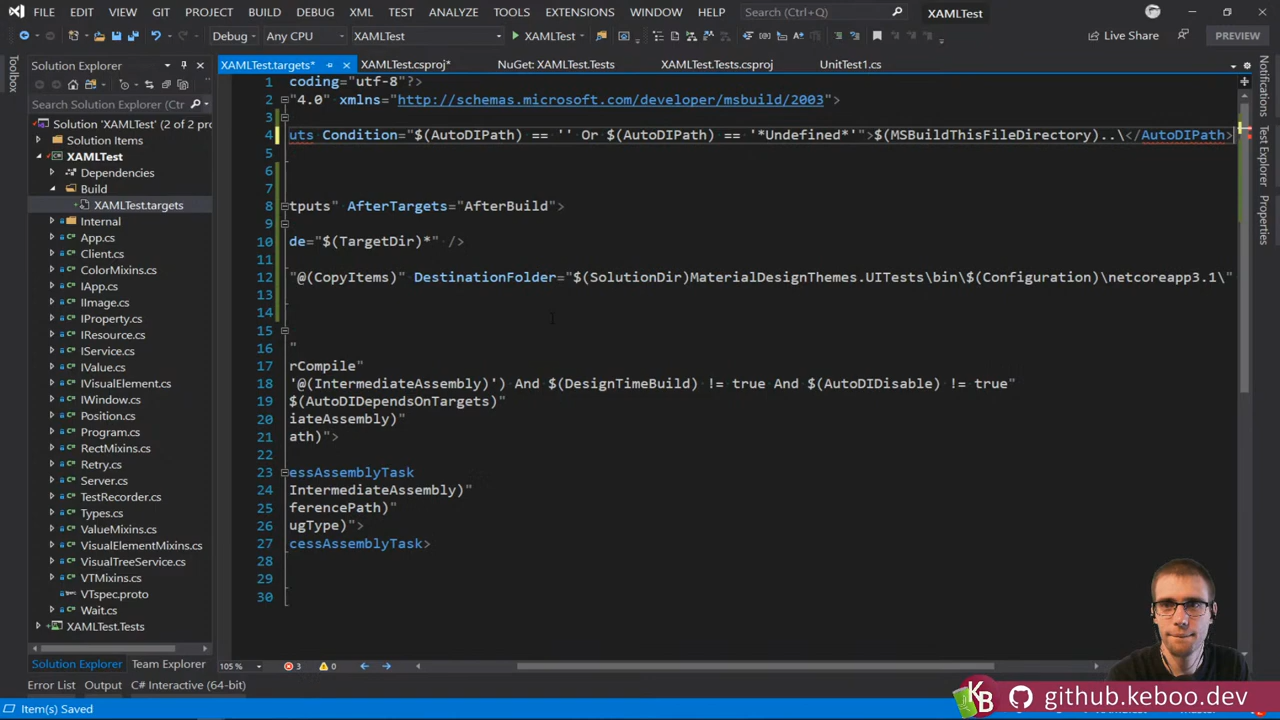 FILE EDIT VIEW GIT PROJECT BUILD DEBUG XML TEST ANALYZE TOOLS EXTENSIONS WINDOW HELP Search (Ctrl+Q) XAMLTest
Debug Any CPU XAMLTest XAMLTest Live Share PREVIEW
Toolbox
Solution Explorer
Search Solution Explorer (Ctr
Solution 'XAMLTest' (2 of 2 pro
Solution Items
XAMLTest
Dependencies
Build
XAMLTest.targets
Internal
App.cs
Client.cs
ColorMixins.cs
IApp.cs
IImage.cs
IProperty.cs
IResource.cs
IService.cs
IValue.cs
IVisualElement.cs
IWindow.cs
Position.cs
Program.cs
RectMixins.cs
Retry.cs
Server.cs
TestRecorder.cs
Types.cs
ValueMixins.cs
VisualElementMixins.cs
VisualTreeService.cs
VTMixins.cs
VTspec.proto
Wait.cs
XAMLTest.Tests
Solution Explorer Team Explorer
XAMLTest.targets* XAMLTest.csproj* NuGet: XAMLTest.Tests XAMLTest.Tests.csproj UnitTest1.cs
1 coding="utf-8"?>
2 "4.0" xmlns="http://schemas.microsoft.com/developer/msbuild/2003">
3
4 uts Condition="$(AutoDIPath) == '' Or $(AutoDIPath) == '*Undefined*'">$(MSBuildThisFileDirectory)..\</AutoDIPath>
5
6
7
8 tputs" AfterTargets="AfterBuild">
9
10 de="$(TargetDir)*" />
11
12 "@(CopyItems)" DestinationFolder="$(SolutionDir)MaterialDesignThemes.UITests\bin\$(Configuration)\netcoreapp3.1\"
13
14
15
16 "
17 rCompile"
18 '@(IntermediateAssembly)') And $(DesignTimeBuild) != true And $(AutoDIDisable) != true"
19 $(AutoDIDependsOnTargets)"
20 iateAssembly)"
21 ath)">
22
23 essAssemblyTask
24 IntermediateAssembly)"
25 ferencePath)"
26 ugType)">
27 cessAssemblyTask>
28
29
30
105 % 3 0
Notifications
Test Explorer
Properties
Error List Output C# Interactive (64-bit)
Item(s) Saved
KB github.keboo.dev